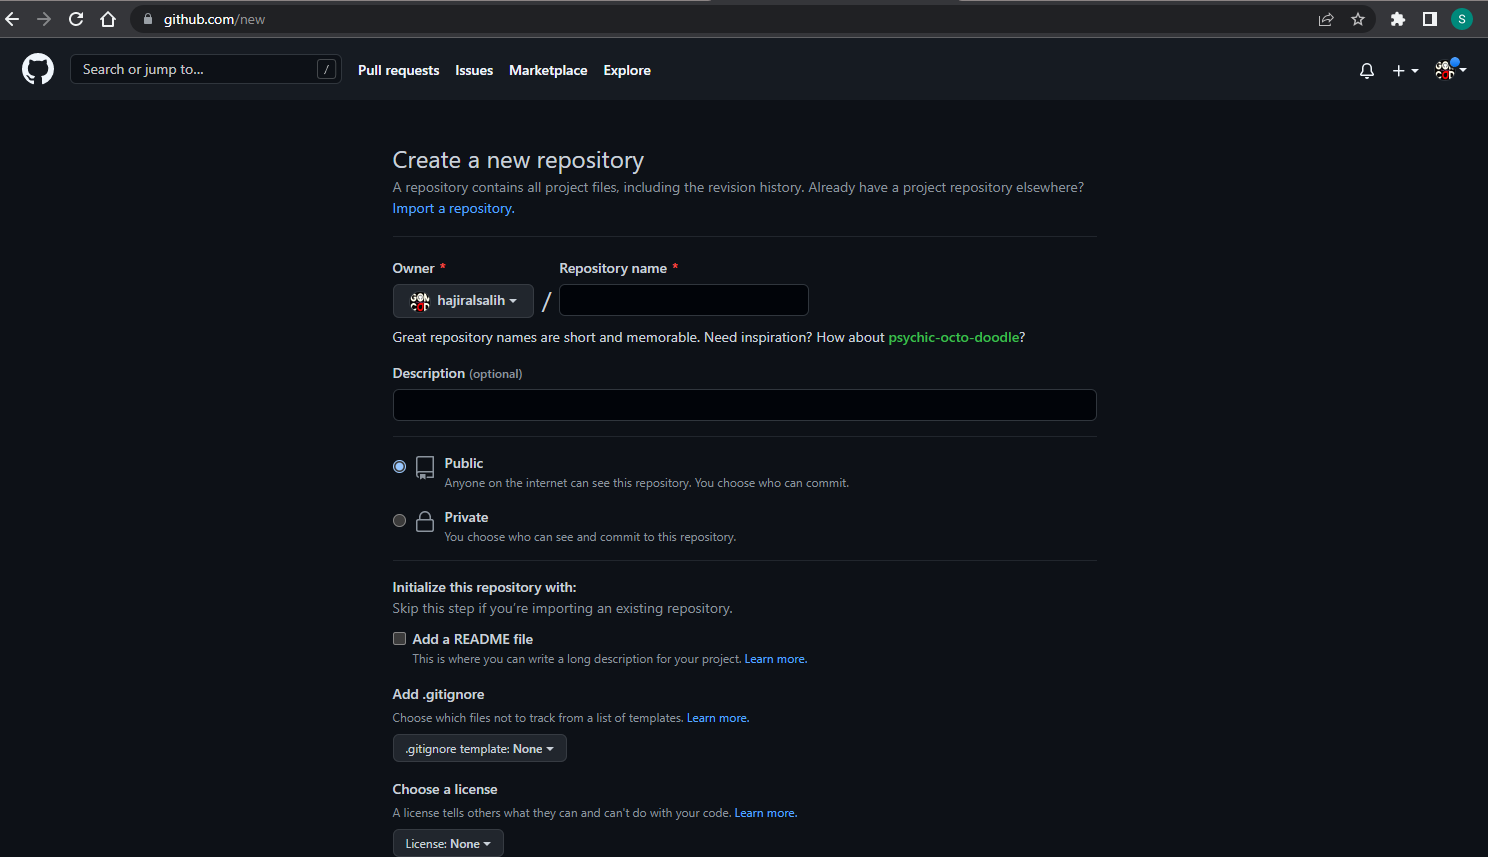 github.com/new
S
Search or jump to... /
Pull requests Issues Marketplace Explore
Create a new repository
A repository contains all project files, including the revision history. Already have a project repository elsewhere?
Import a repository.
Owner * Repository name *
hajiralsalih /
Great repository names are short and memorable. Need inspiration? How about psychic-octo-doodle?
Description (optional)
Public
Anyone on the internet can see this repository. You choose who can commit.
Private
You choose who can see and commit to this repository.
Initialize this repository with:
Skip this step if you’re importing an existing repository.
Add a README file
This is where you can write a long description for your project. Learn more.
Add .gitignore
Choose which files not to track from a list of templates. Learn more.
.gitignore template: None
Choose a license
A license tells others what they can and can't do with your code. Learn more.
License: None